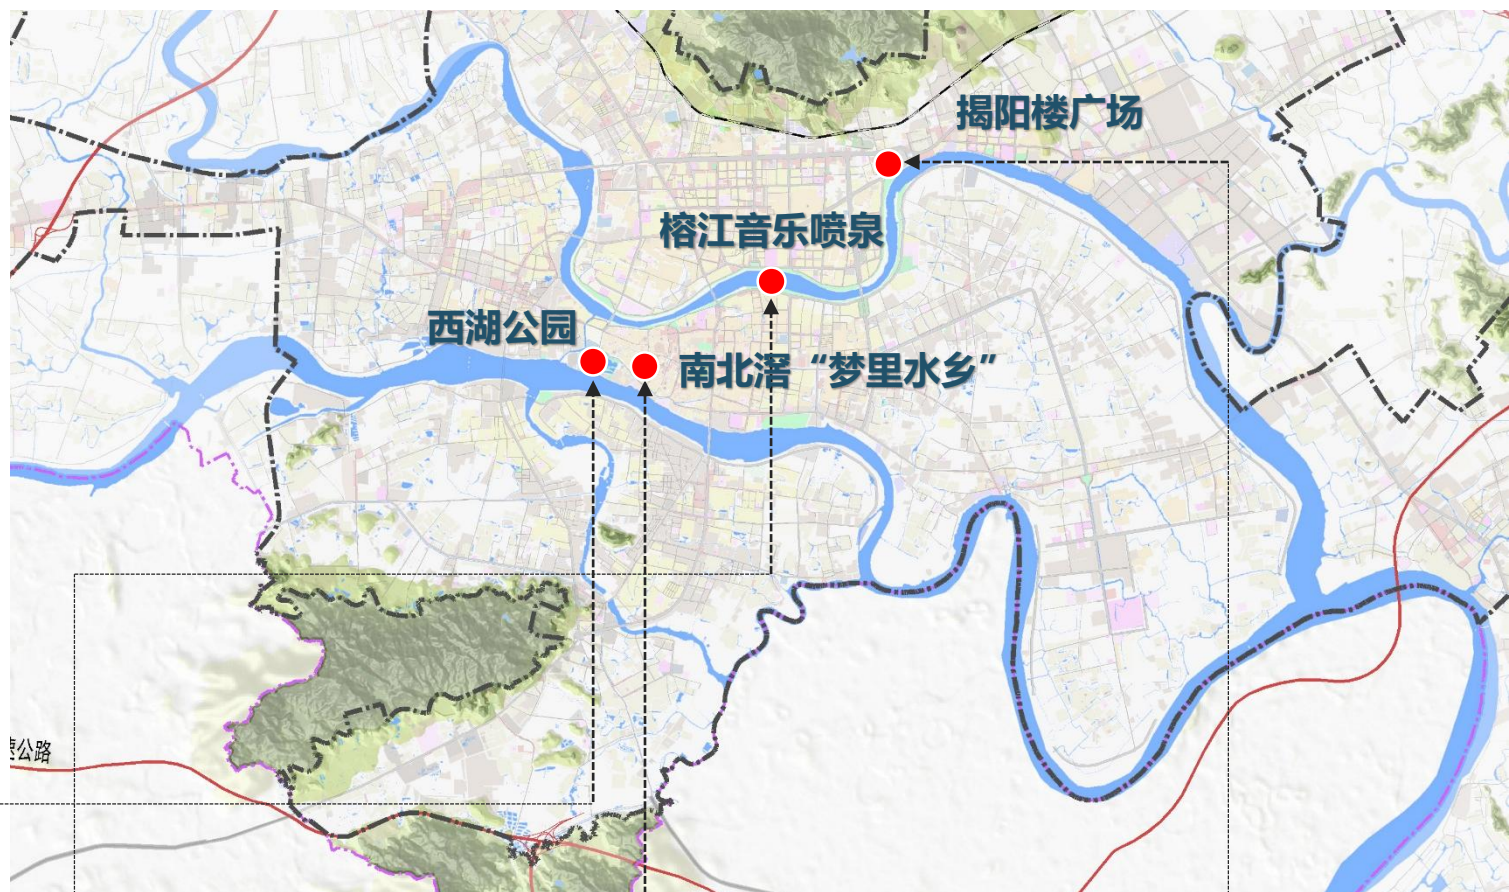 揭阳楼广场
榕江音乐喷泉
西湖公园
南北滘“梦里水乡”
速公路